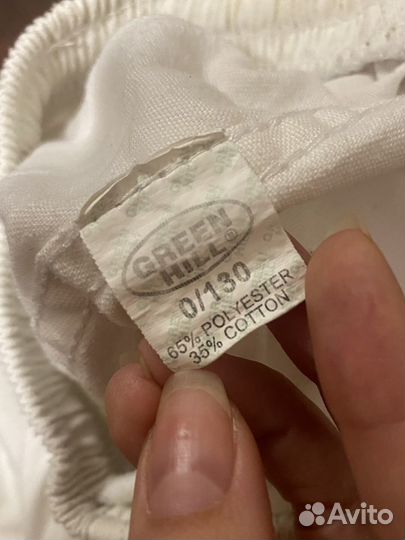 GREEN
HILL®
0/130
65% POLYESTER
35% COTTON
Avito